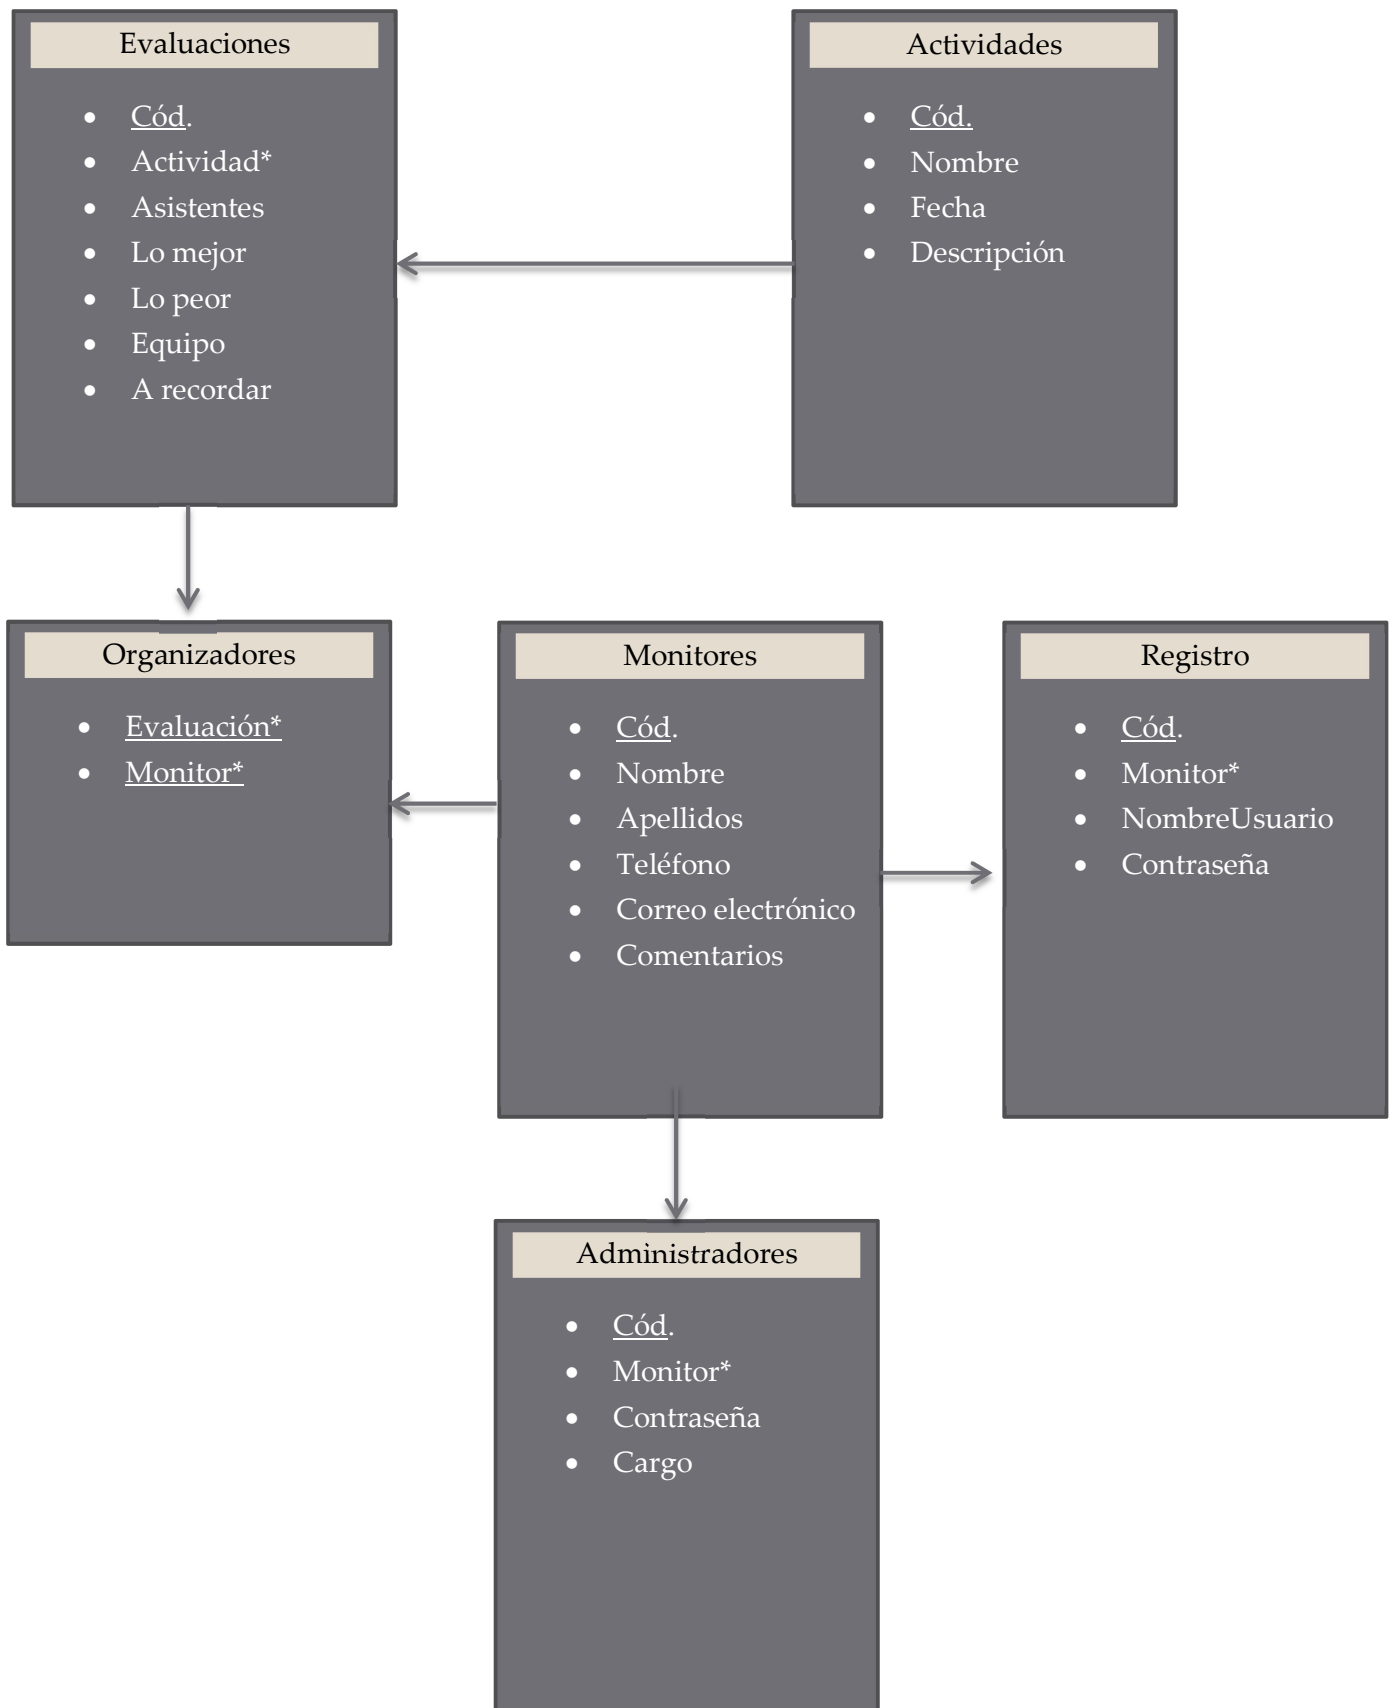 Evaluaciones
Cód.
Actividad*
Asistentes
Lo mejor
Lo peor
Equipo
A recordar
Actividades
Cód.
Nombre
Fecha
Descripción
Organizadores
Evaluación*
Monitor*
Monitores
Cód.
Nombre
Apellidos
Teléfono
Correo electrónico
Comentarios
Registro
Cód.
Monitor*
NombreUsuario
Contraseña
Administradores
Cód.
Monitor*
Contraseña
Cargo